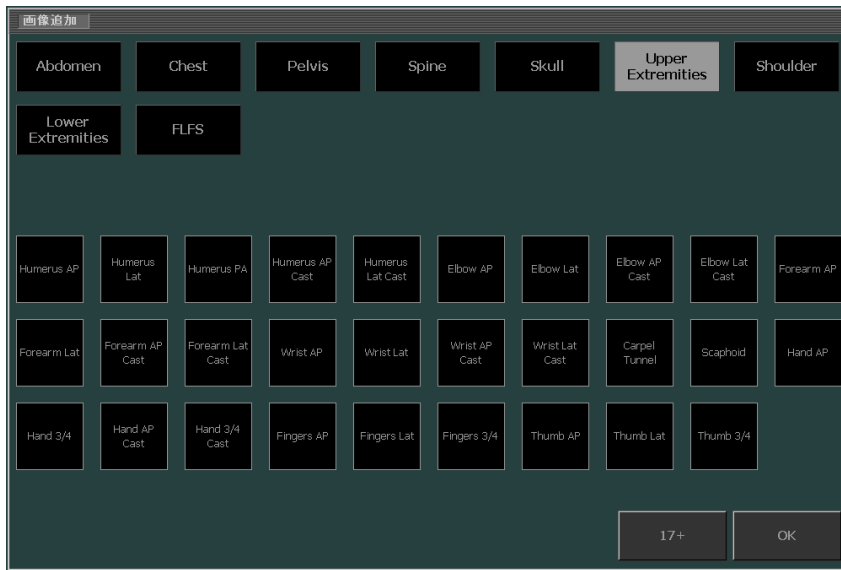 画像追加
Abdomen
Chest
Pelvis
Spine
Skull
Upper
Extremities
Shoulder
Lower
Extremities
FLFS
Humerus AP
Humerus
Lat
Humerus PA
Humerus AP
Cast
Humerus
Lat Cast
Elbow AP
Elbow Lat
Elbow AP
Cast
Elbow Lat
Cast
Forearm AP
Forearm Lat
Forearm AP
Cast
Forearm Lat
Cast
Wrist AP
Wrist Lat
Wrist AP
Cast
Wrist Lat
Cast
Carpel
Tunnel
Scaphoid
Hand AP
Hand 3/4
Hand AP
Cast
Hand 3/4
Cast
Fingers AP
Fingers Lat
Fingers 3/4
Thumb AP
Thumb Lat
Thumb 3/4
17+
OK